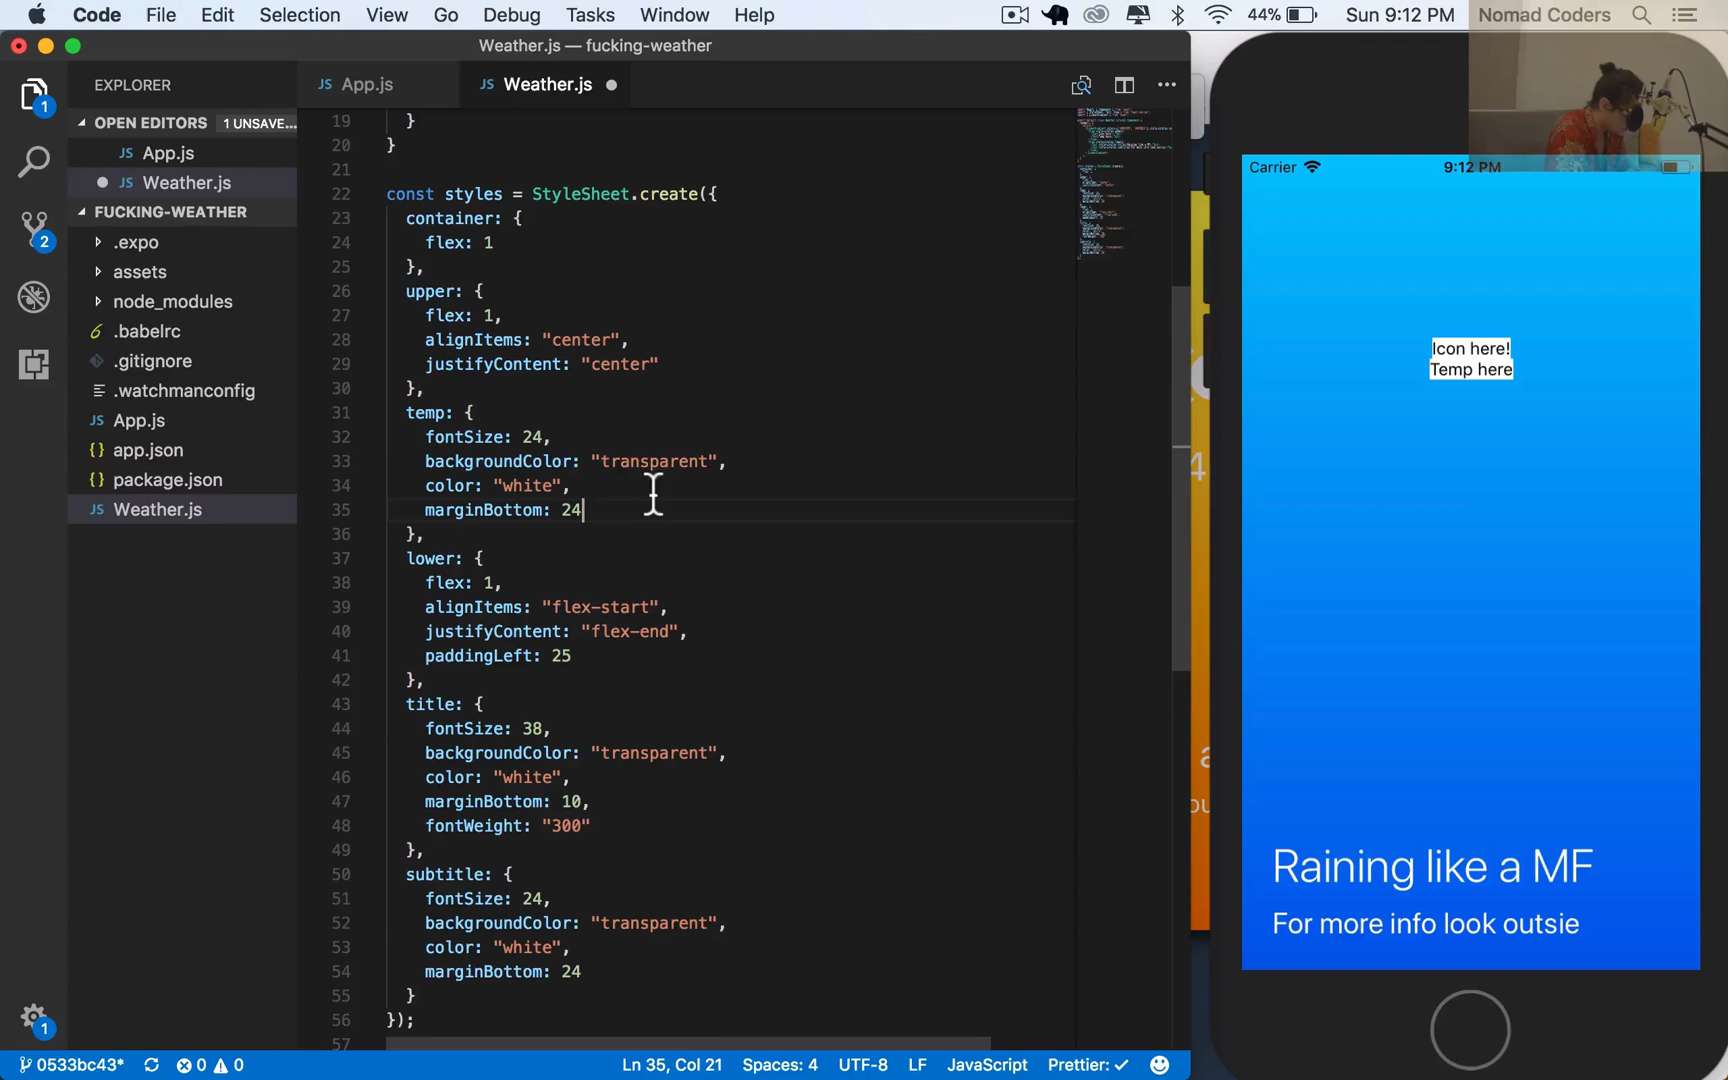 Code File Edit Selection View Go Debug Tasks Window Help 44% Sun 9:12 PM Nomad Coders
Weather.js — fucking-weather
EXPLORER
JS App.js
JS Weather.js
OPEN EDITORS 1 UNSAVE...
JS App.js
JS Weather.js
FUCKING-WEATHER
.expo
assets
node_modules
.babelrc
.gitignore
.watchmanconfig
JS App.js
{} app.json
{} package.json
JS Weather.js
1
2
1
19 }
20 }
21
22 const styles = StyleSheet.create({
23 container: {
24 flex: 1
25 },
26 upper: {
27 flex: 1,
28 alignItems: "center",
29 justifyContent: "center"
30 },
31 temp: {
32 fontSize: 24,
33 backgroundColor: "transparent",
34 color: "white",
35 marginBottom: 24
36 },
37 lower: {
38 flex: 1,
39 alignItems: "flex-start",
40 justifyContent: "flex-end",
41 paddingLeft: 25
42 },
43 title: {
44 fontSize: 38,
45 backgroundColor: "transparent",
46 color: "white",
47 marginBottom: 10,
48 fontWeight: "300"
49 },
50 subtitle: {
51 fontSize: 24,
52 backgroundColor: "transparent",
53 color: "white",
54 marginBottom: 24
55 }
56 });
57
Carrier 9:12 PM
Icon here!
Temp here
Raining like a MF
For more info look outsie
0533bc43* 0 0 Ln 35, Col 21 Spaces: 4 UTF-8 LF JavaScript Prettier: ✓